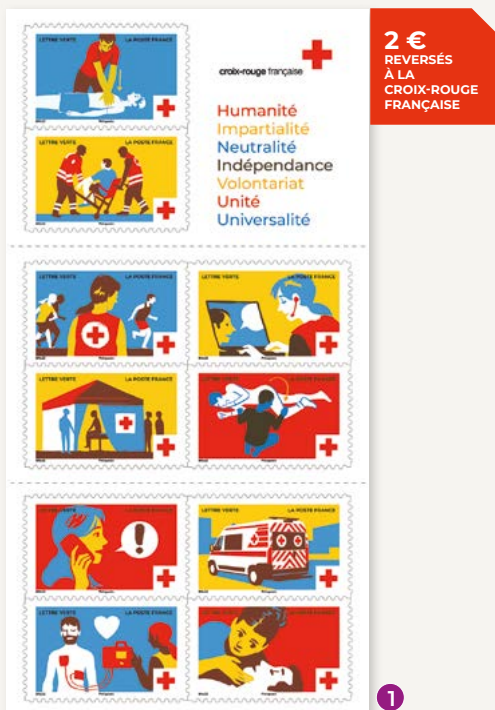 LETTRE VERTE LA POSTE FRANCE
croix-rouge française
2 €
REVERSÉS
À LA
CROIX-ROUGE
FRANÇAISE
Humanité
Impartialité
Neutralité
Indépendance
Volontariat
Unité
Universalité
LETTRE VERTE LA POSTE FRANCE
LETTRE VERTE LA POSTE FRANCE
LETTRE VERTE LA POSTE FRANCE
LETTRE VERTE LA POSTE FRANCE
LETTRE VERTE LA POSTE FRANCE
LETTRE VERTE LA POSTE FRANCE
!
LETTRE VERTE LA POSTE FRANCE
LETTRE VERTE LA POSTE FRANCE
LETTRE VERTE LA POSTE FRANCE
1